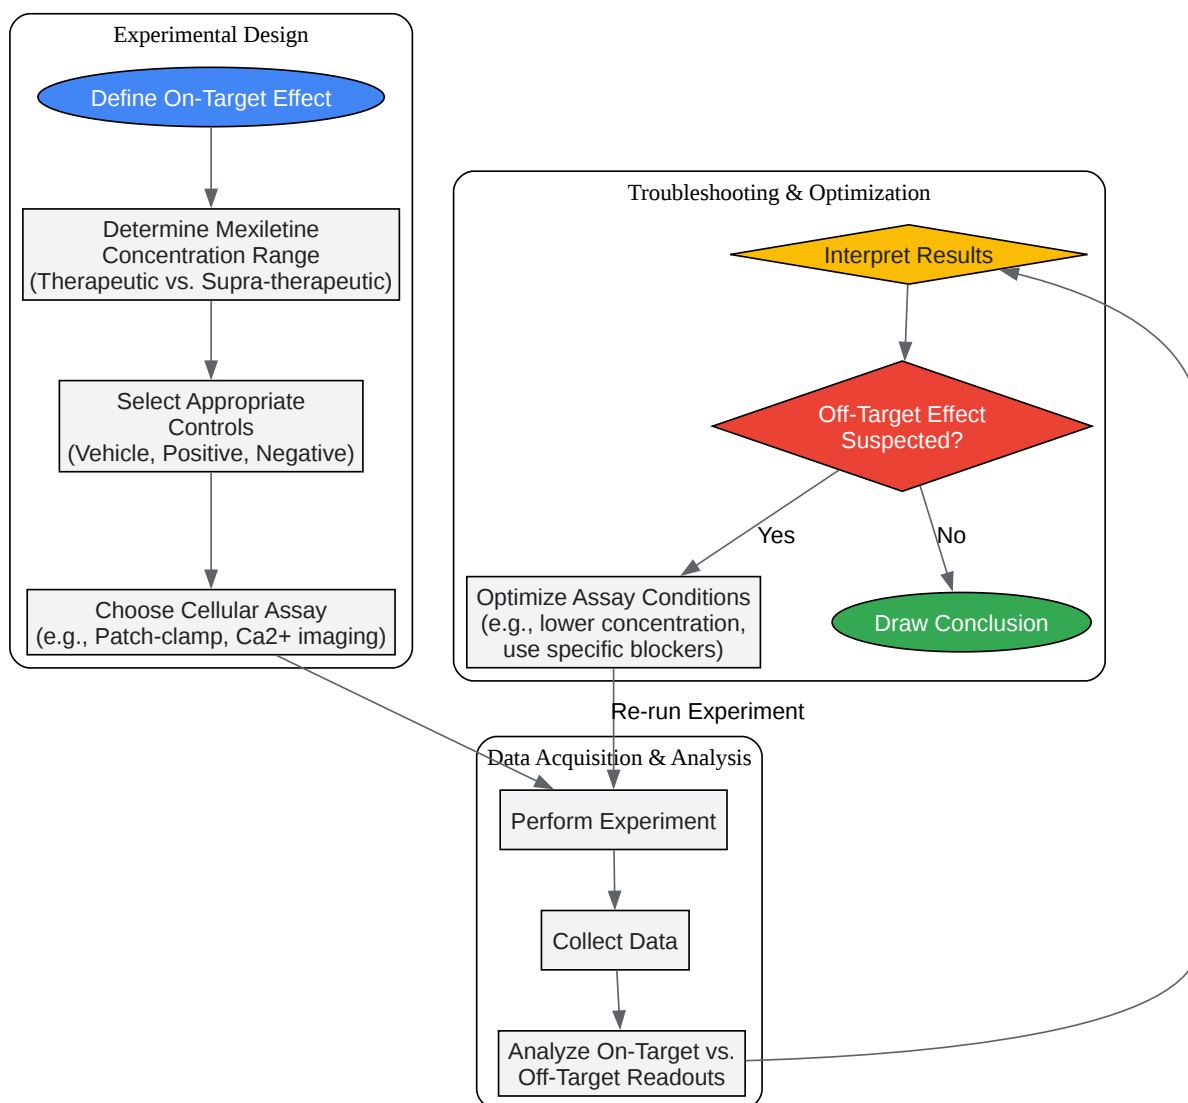 Experimental Design
Define On-Target Effect
Determine Mexiletine
Concentration Range
(Therapeutic vs. Supra-therapeutic)
Select Appropriate
Controls
(Vehicle, Positive, Negative)
Choose Cellular Assay
(e.g., Patch-clamp, Ca2+ imaging)
Troubleshooting & Optimization
Interpret Results
Off-Target Effect
Suspected?
Yes
No
Optimize Assay Conditions
(e.g., lower concentration,
use specific blockers)
Draw Conclusion
Re-run Experiment
Data Acquisition & Analysis
Perform Experiment
Collect Data
Analyze On-Target vs.
Off-Target Readouts